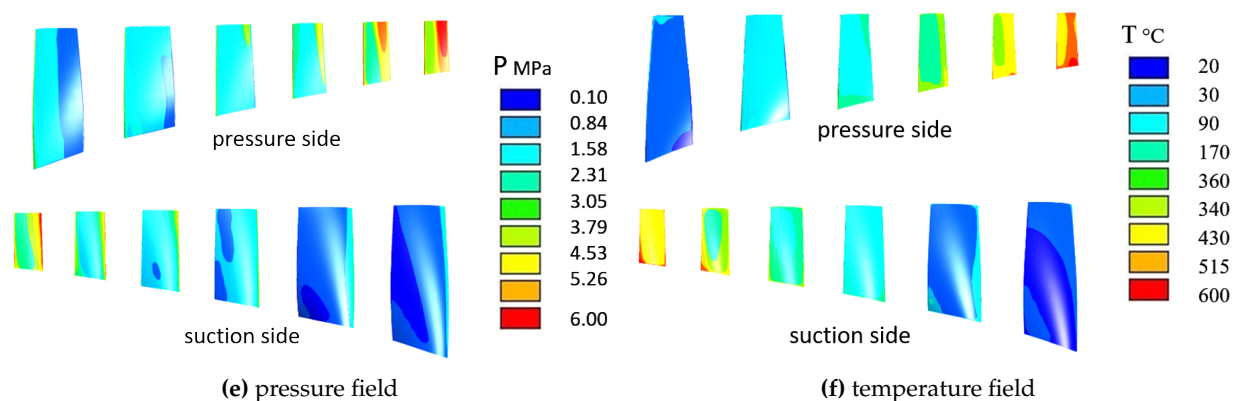 P MPa
0.10
0.84
1.58
2.31
3.05
3.79
4.53
5.26
6.00
pressure side
suction side
(e) pressure field
T °C
20
30
90
170
360
340
430
515
600
pressure side
suction side
(f) temperature field